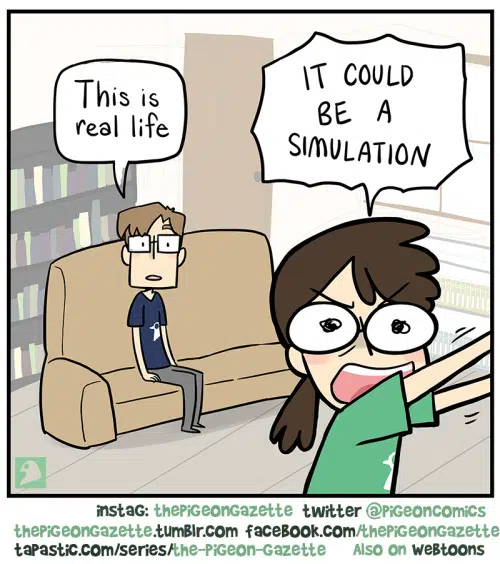 This is
real life
IT COULD
BE A
SIMULATION
instag: thepigeongazette twitter @pigeoncomics
thepigeongazette.tumblr.com facebook.com/thepigeongazette
tapastic.com/series/the-pigeon-gazette Also on webtoons